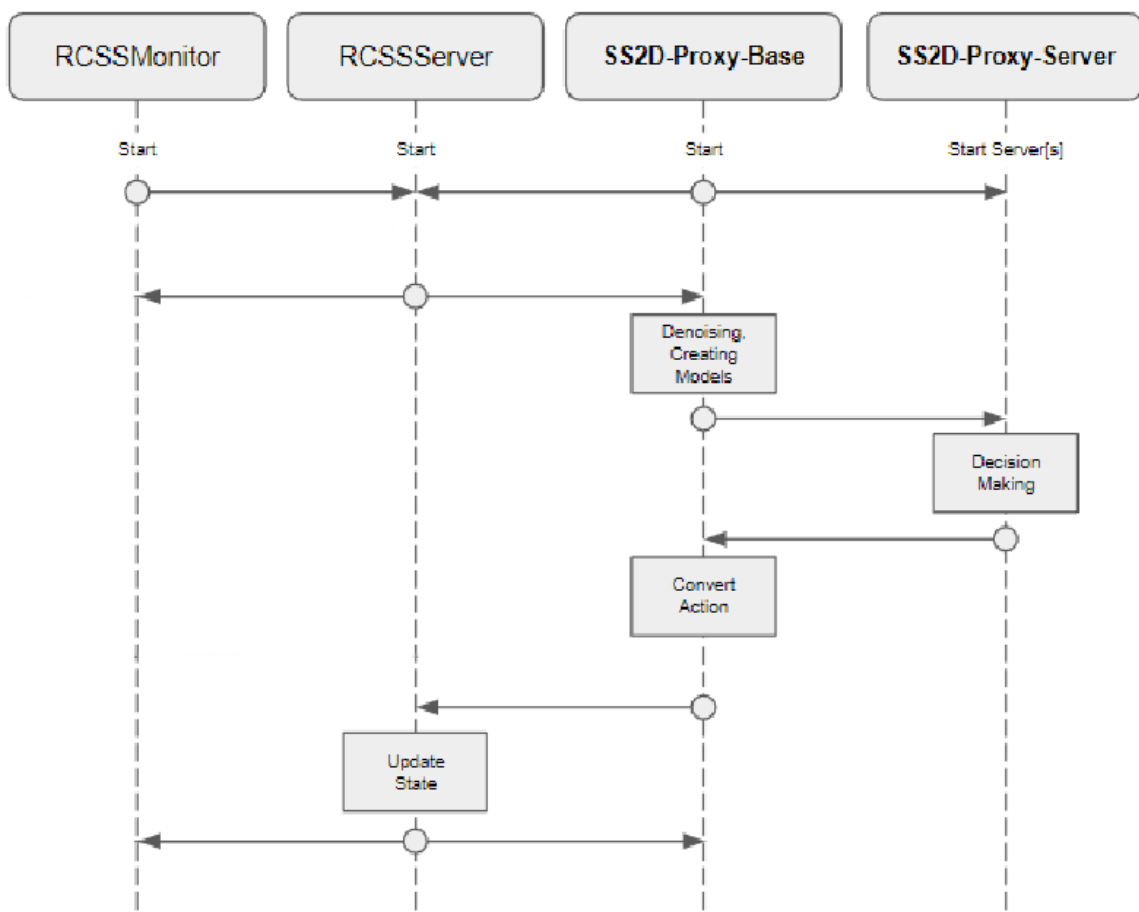 RCSSMonitor
RCSSServer
SS2D-Proxy-Base
SS2D-Proxy-Server
Start
Start
Start
Start Server[s]
Denoising,
Creating
Models
Decision
Making
Convert
Action
Update
State